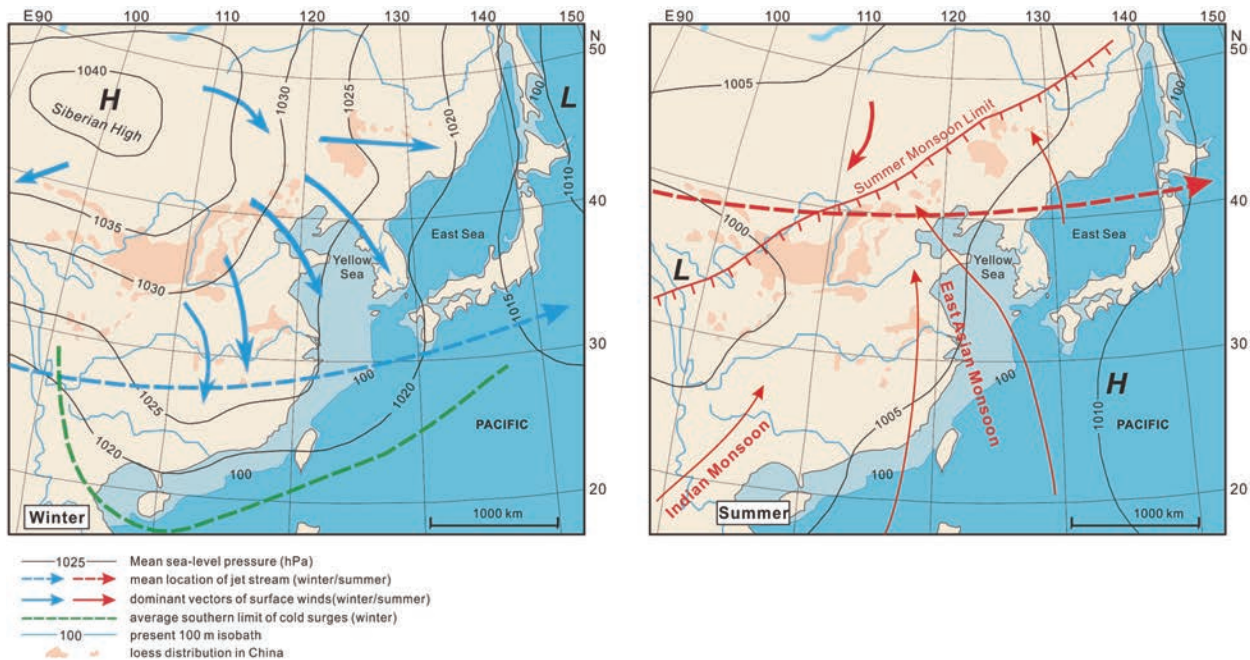 E90 100 110 120 130 140 150
N
50
40
30
20
1040
H
Siberian High
1035
1030
1030
1025
1025
1020
1020
1020
1015
1010
L
100
100
100
East Sea
Yellow Sea
PACIFIC
Winter
1000 km
E90 100 110 120 130 140 150
N
50
40
30
20
1005
1000
L
Summer Monsoon Limit
100
East Sea
Yellow Sea
East Asian Monsoon
Indian Monsoon
H
1005
1010
100
100
PACIFIC
Summer
1000 km
1025 Mean sea-level pressure (hPa)
mean location of jet stream (winter/summer)
dominant vectors of surface winds(winter/summer)
average southern limit of cold surges (winter)
100 present 100 m isobath
loess distribution in China